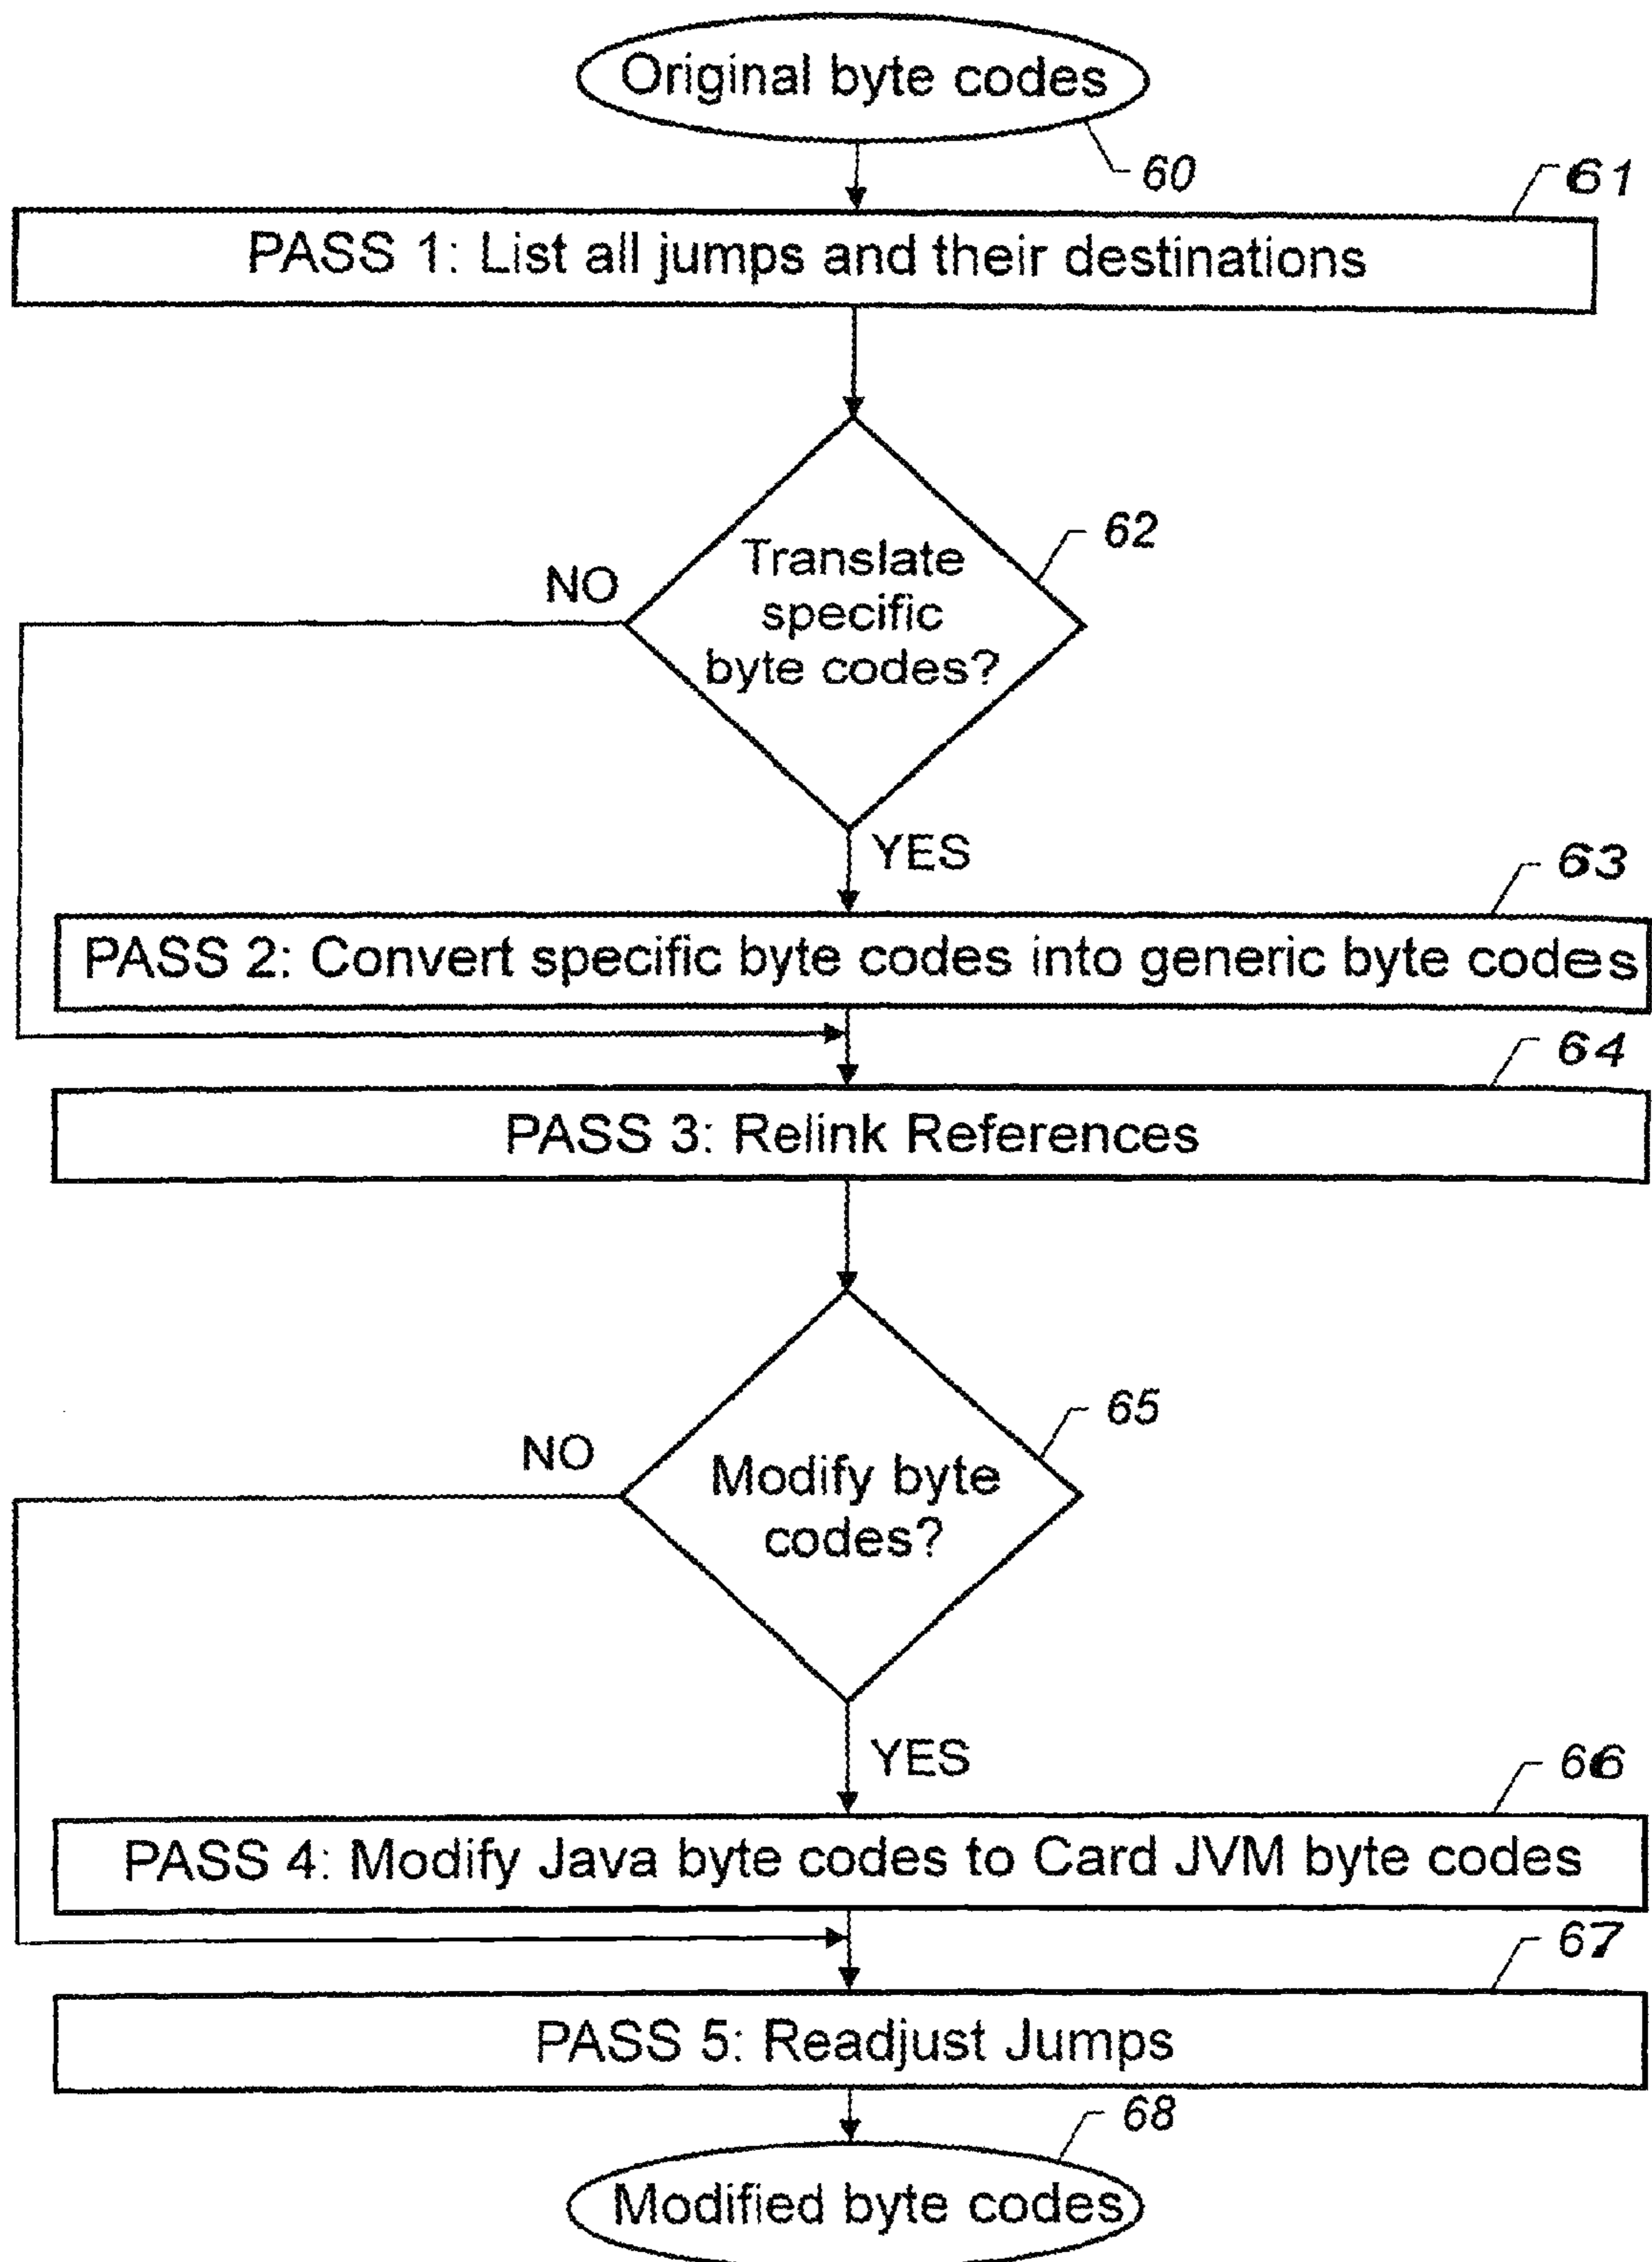 Original byte codes
60
61
PASS 1: List all jumps and their destinations
62
Translate
specific
byte codes?
NO
YES
63
PASS 2: Convert specific byte codes into generic byte codes
64
PASS 3: Relink References
65
NO
Modify byte
codes?
YES
66
PASS 4: Modify Java byte codes to Card JVM byte codes
67
PASS 5: Readjust Jumps
68
Modified byte codes